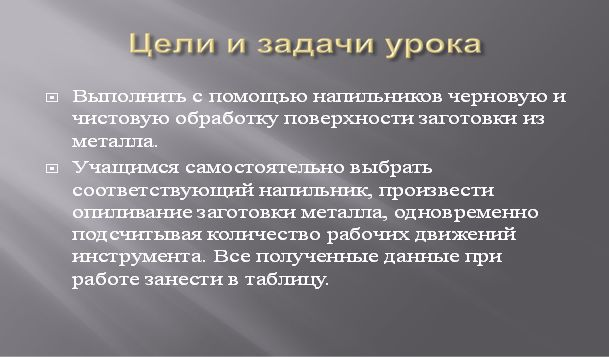 Цели и задачи урока
Выполнить с помощью напильников черновую и
чистовую обработку поверхности заготовки из
металла.
Учащимся самостоятельно выбрать
соответствующий напильник, произвести
опиливание заготовки металла, одновременно
подсчитывая количество рабочих движений
инструмента. Все полученные данные при
работе занести в таблицу.